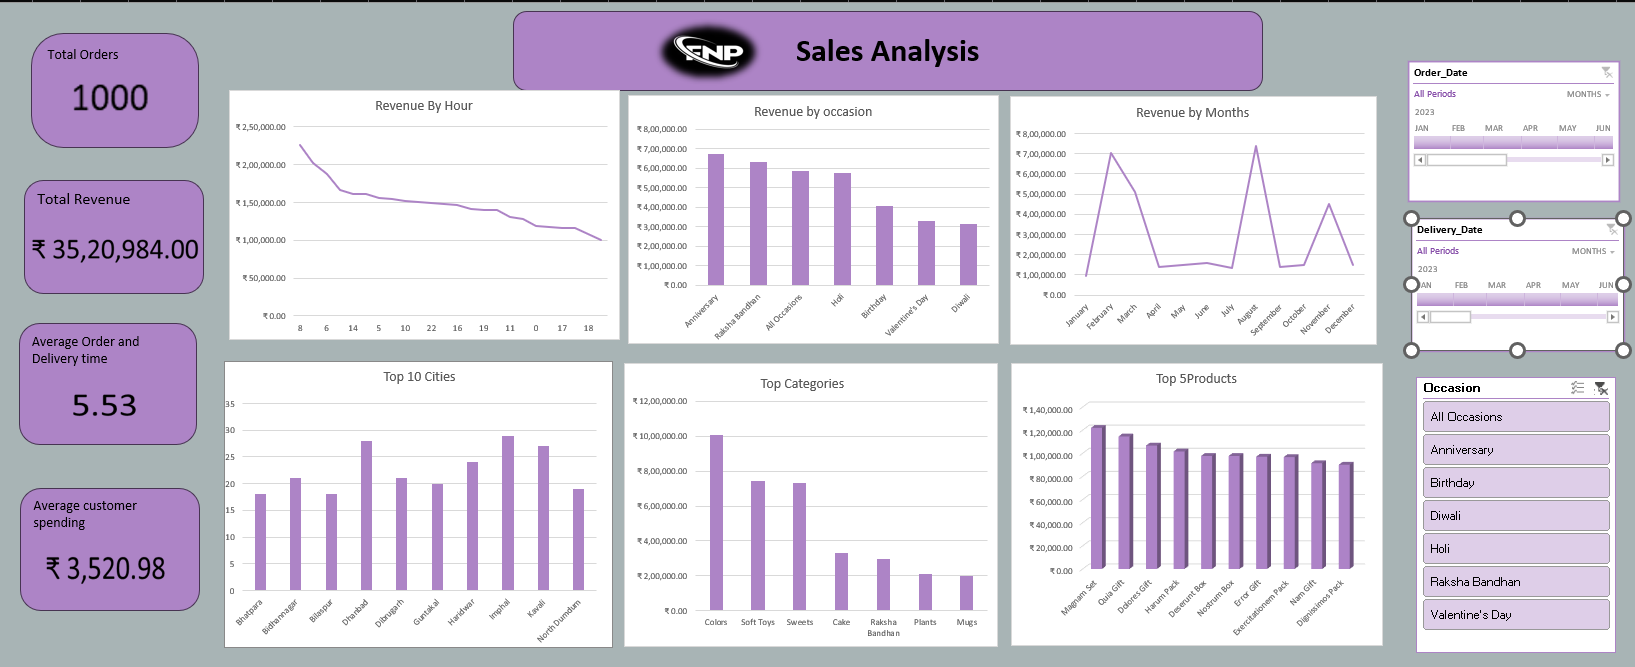 FNP
Sales Analysis
Total Orders
1000
Total Revenue
₹ 35,20,984.00
Average Order and
Delivery time
5.53
Average customer
spending
₹ 3,520.98
Revenue By Hour
₹ 2,50,000.00
₹ 2,00,000.00
₹ 1,50,000.00
₹ 1,00,000.00
₹ 50,000.00
₹ 0.00
8 6 14 5 10 22 16 19 11 0 17 18
Revenue by occasion
₹ 8,00,000.00
₹ 7,00,000.00
₹ 6,00,000.00
₹ 5,00,000.00
₹ 4,00,000.00
₹ 3,00,000.00
₹ 2,00,000.00
₹ 1,00,000.00
₹ 0.00
Anniversary
Raksha Bandhan
All Occasions
Holi
Birthday
Valentine's Day
Diwali
Revenue by Months
₹ 8,00,000.00
₹ 7,00,000.00
₹ 6,00,000.00
₹ 5,00,000.00
₹ 4,00,000.00
₹ 3,00,000.00
₹ 2,00,000.00
₹ 1,00,000.00
₹ 0.00
January
February
March
April
May
June
July
August
September
October
November
December
Top 10 Cities
35
30
25
20
15
10
5
0
Bhatpara
Bidhannagar
Bilaspur
Dhanbad
Dibrugarh
Guntakal
Haridwar
Imphal
Kavali
North Dumdum
Top Categories
₹ 12,00,000.00
₹ 10,00,000.00
₹ 8,00,000.00
₹ 6,00,000.00
₹ 4,00,000.00
₹ 2,00,000.00
₹ 0.00
Colors Soft Toys Sweets Cake Raksha Plants Mugs
Bandhan
Top 5Products
₹ 1,40,000.00
₹ 1,20,000.00
₹ 1,00,000.00
₹ 80,000.00
₹ 60,000.00
₹ 40,000.00
₹ 20,000.00
₹ 0.00
Magnam Set
Quia Gift
Dolores Gift
Harum Pack
Deserunt Box
Nostrum Box
Error Gift
Exercitationem Pack
Nam Gift
Dignissimos Pack
Order_Date
All Periods MONTHS
2023
JAN FEB MAR APR MAY JUN
Delivery_Date
All Periods MONTHS
2023
JAN FEB MAR APR MAY JUN
Occasion
All Occasions
Anniversary
Birthday
Diwali
Holi
Raksha Bandhan
Valentine's Day